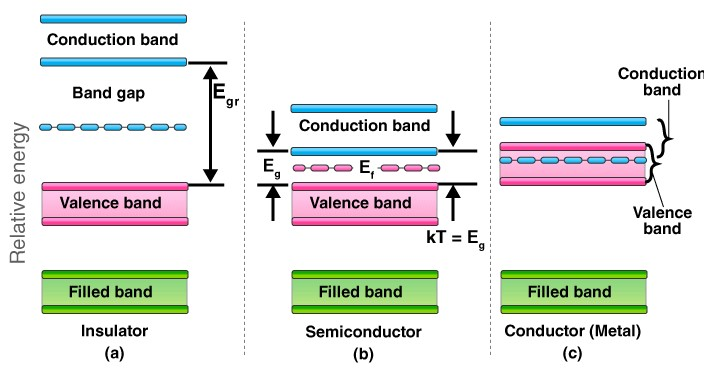 Relative energy
Conduction band
Band gap
E_gr
Valence band
Filled band
Insulator
(a)
Conduction band
E_g
E_f
Valence band
kT = E_g
Filled band
Semiconductor
(b)
Conduction
band
Valence
band
Filled band
Conductor (Metal)
(c)